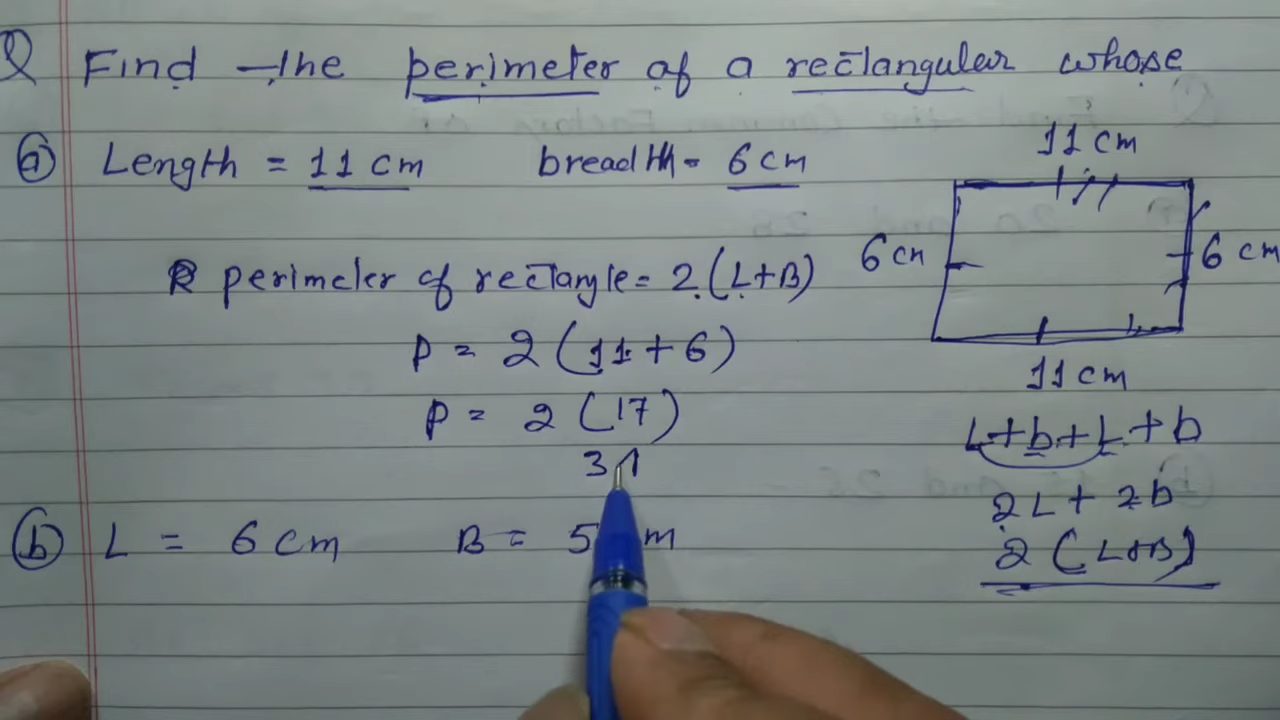 Q Find the perimeter of a rectangular whose
(a) Length = 11 cm breadth = 6 cm
11 cm
6 cm
6 cm
11 cm
perimeter of rectangle = 2 (L+B)
P = 2 (11 + 6)
P = 2 (17)
34
L+b+L+b
2L + 2b
2 (L+B)
(b) L = 6 cm B = 5 m